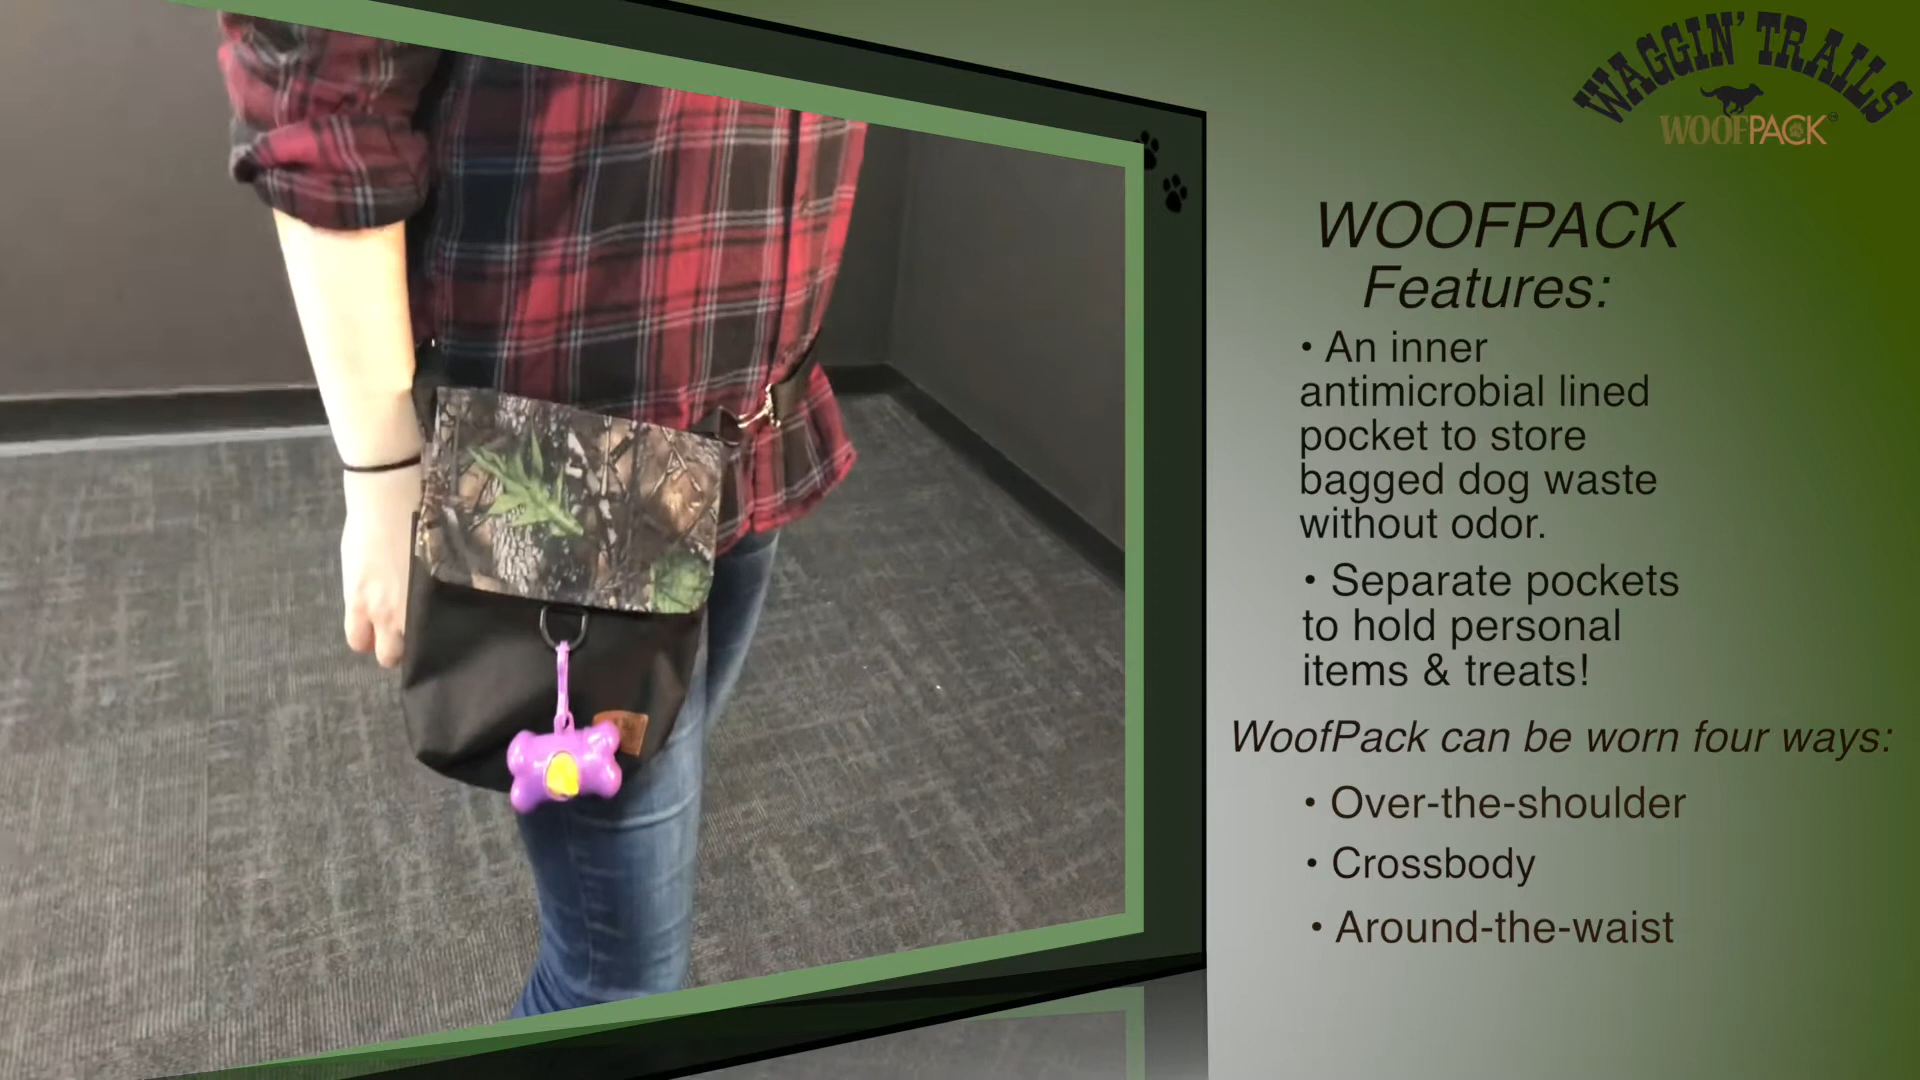 WAGGIN' TRAILS
WOOFPACK
WOOFPACK
Features:
• An inner
antimicrobial lined
pocket to store
bagged dog waste
without odor.
• Separate pockets
to hold personal
items & treats!
WoofPack can be worn four ways:
• Over-the-shoulder
• Crossbody
• Around-the-waist